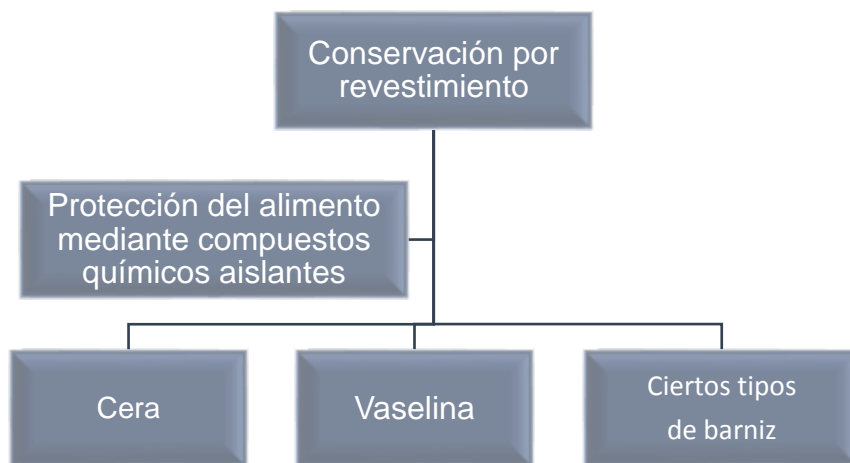 Conservación por
revestimiento
Protección del alimento
mediante compuestos
químicos aislantes
Cera
Vaselina
Ciertos tipos
de barniz